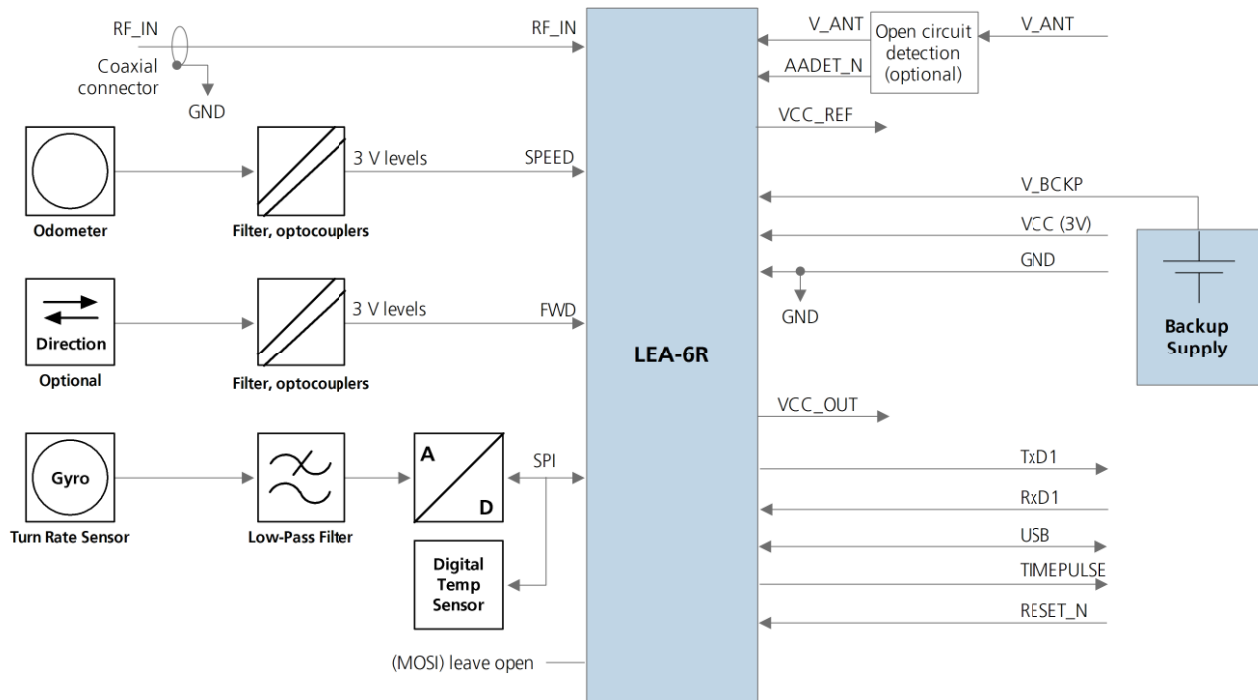 RF_IN
RF_IN
Coaxial
connector
GND
3 V levels
SPEED
Odometer
Filter, optocouplers
3 V levels
FWD
Direction
Optional
Filter, optocouplers
Gyro
A
D
SPI
Turn Rate Sensor
Low-Pass Filter
Digital
Temp
Sensor
(MOSI) leave open
LEA-6R
V_ANT
Open circuit
detection
(optional)
V_ANT
AADET_N
VCC_REF
V_BCKP
VCC (3V)
GND
GND
Backup
Supply
VCC_OUT
TxD1
RxD1
USB
TIMEPULSE
RESET_N